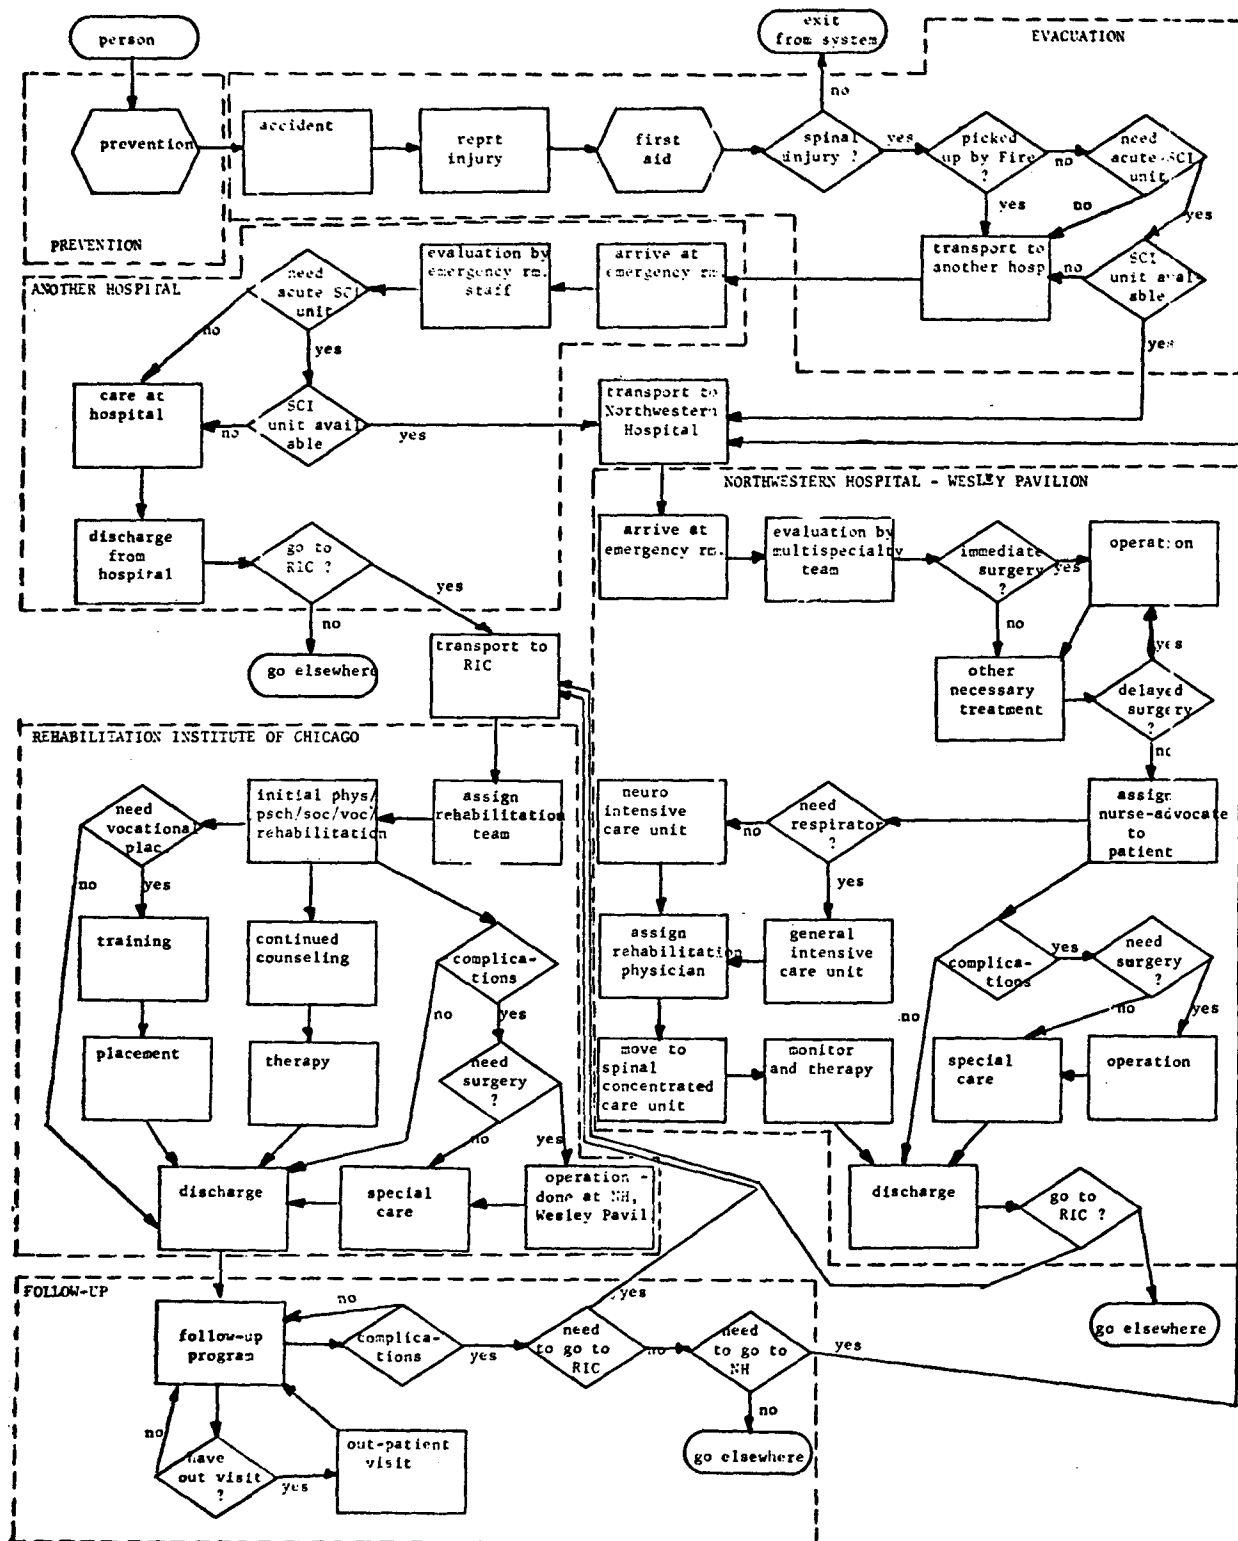 person
exit
from system
EVACUATION
prevention
accident
reprt
injury
first
aid
no
spinal
injury ?
yes
picked
up by Fire
?
no
need
acute SCI
unit
yes
no
yes
PREVENTION
transport to
another hosp
no
SCI
unit avail-
able
yes
ANOTHER HOSPITAL
need
acute SCI
unit
evaluation by
emergency rm.
staff
arrive at
emergency rm.
no
yes
care at
hospital
no
SCI
unit avail
able
yes
transport to
Northwestern
Hospital
NORTHWESTERN HOSPITAL - WESLEY PAVILION
discharge
from
hospital
go to
RIC ?
yes
no
go elsewhere
arrive at
emergency rm.
evaluation by
multispecialty
team
immediate
surgery
?
yes
operation
no
yes
other
necessary
treatment
delayed
surgery
?
no
transport to
RIC
REHABILITATION INSTITUTE OF CHICAGO
need
vocational
plac.
initial phys/
psch/soc/voc/
rehabilitation
assign
rehabilitation
team
neuro
intensive
care unit
no
need
respirator
?
assign
nurse-advocate
to
patient
no
yes
yes
training
continued
counseling
complica-
tions
no
yes
assign
rehabilitation
physician
general
intensive
care unit
complica-
tions
yes
need
surgery
?
no
yes
no
placement
therapy
need
surgery
?
no
yes
move to
spinal
concentrated
care unit
monitor
and therapy
special
care
operation
discharge
special
care
operation -
done at NH,
Wesley Pavil
discharge
go to
RIC ?
go elsewhere
FOLLOW-UP
follow-up
program
no
complica-
tions
yes
yes
need
to go to
RIC
no
need
to go to
NH
yes
no
go elsewhere
no
have
out visit
?
yes
out-patient
visit